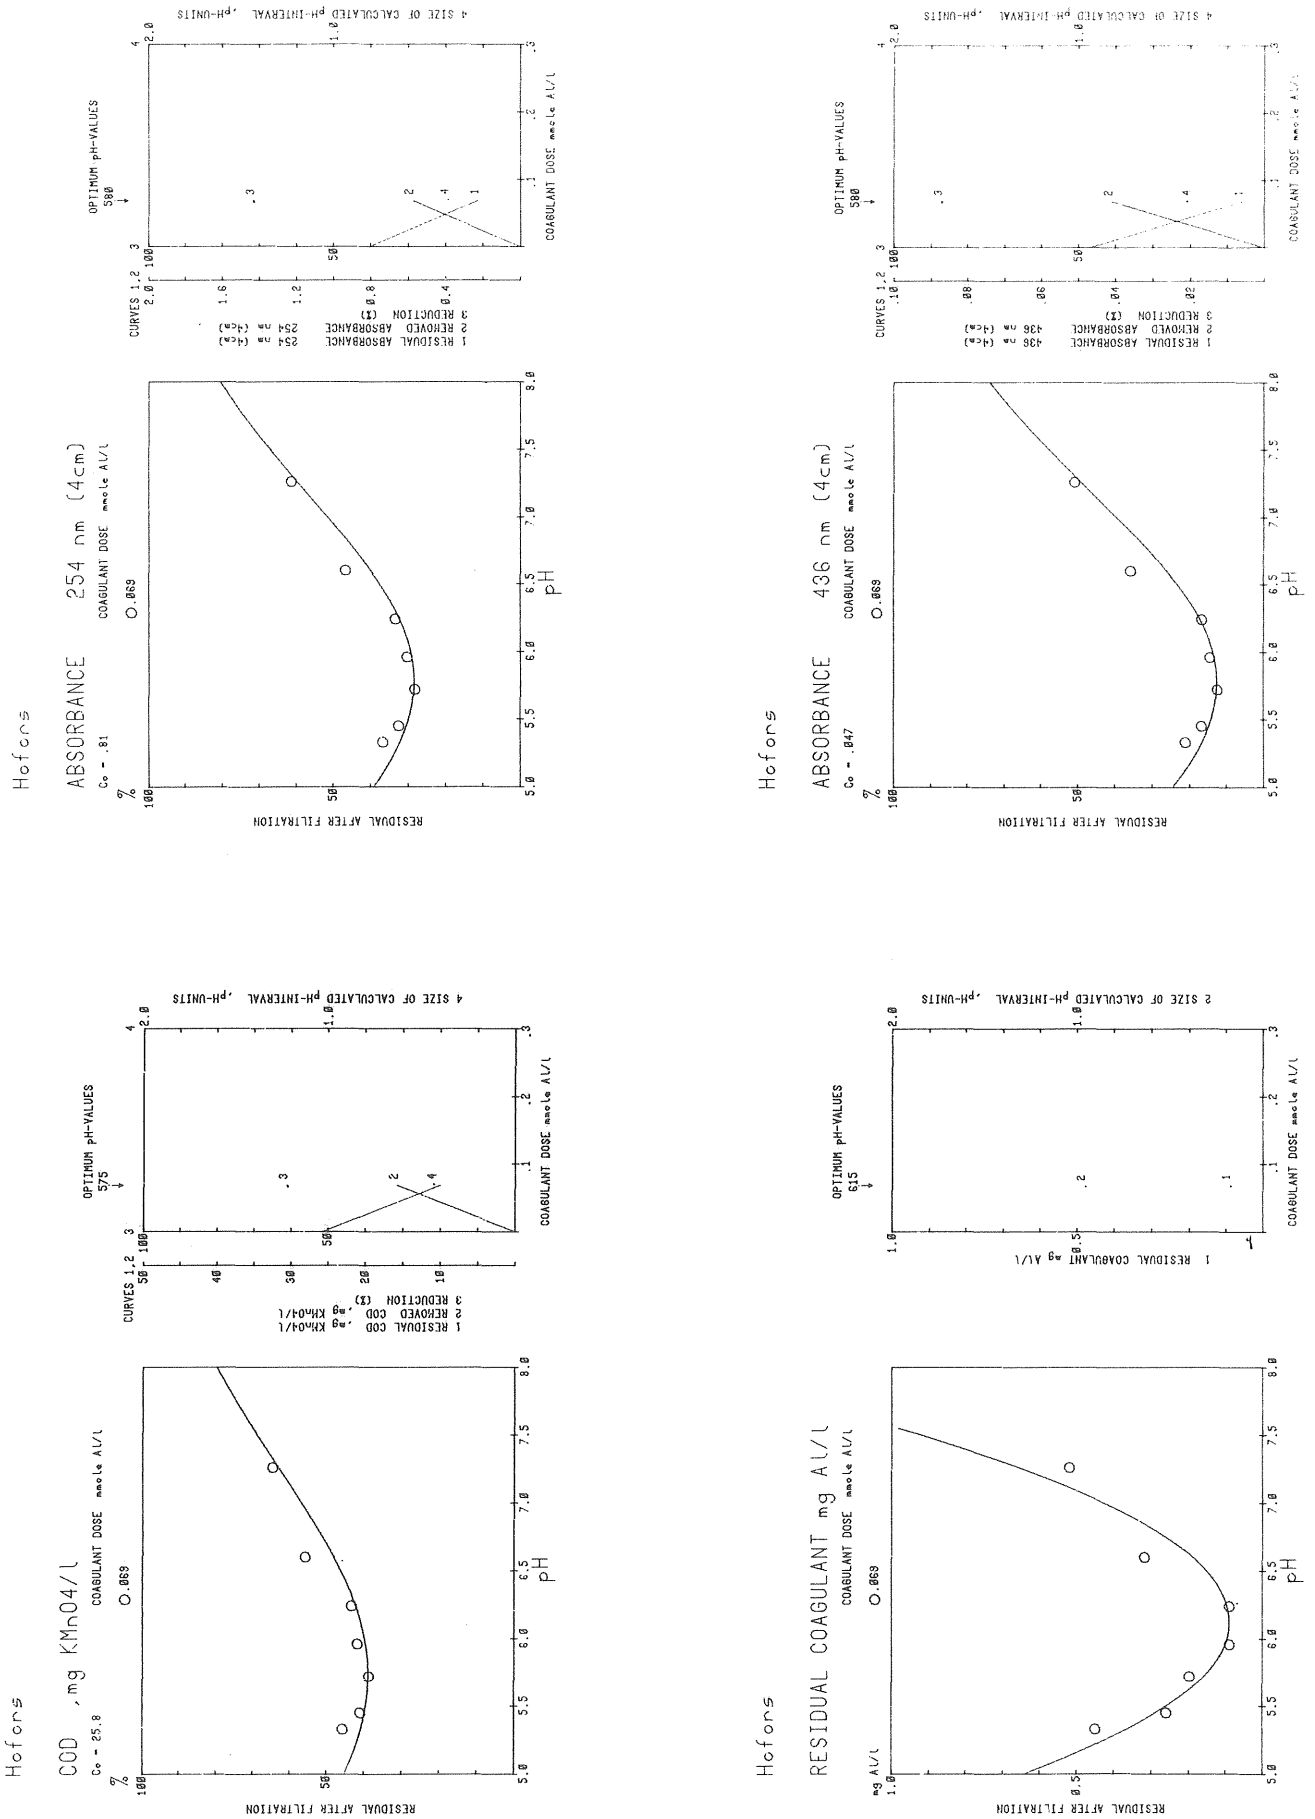 Hofors
COD , mg KMnO4/l
Co - 25.8
COAGULANT DOSE mmole Al/l
O 0.069
%
100
50
RESIDUAL AFTER FILTRATION
5.0 5.5 6.0 6.5 7.0 7.5 8.0
pH
1 RESIDUAL COD , mg KMnO4/l
2 REMOVED COD , mg KMnO4/l
3 REDUCTION (%)
CURVES 1.2
50
40
30
20
10
OPTIMUM pH-VALUES
575
3 4
100
50
2.0
1.0
.3
2
.4
.1 .2 .3
COAGULANT DOSE mmole Al/l
4 SIZE OF CALCULATED pH-INTERVAL , pH-UNITS
Hofors
ABSORBANCE 254 nm (4cm)
Co - .81
COAGULANT DOSE mmole Al/l
O .069
%
100
50
RESIDUAL AFTER FILTRATION
5.0 5.5 6.0 6.5 7.0 7.5 8.0
pH
1 RESIDUAL ABSORBANCE 254 nm (4cm)
2 REMOVED ABSORBANCE 254 nm (4cm)
3 REDUCTION (%)
CURVES 1.2
2.0
1.6
1.2
0.8
0.4
OPTIMUM pH-VALUES
580
3 4
100
50
2.0
1.0
.3
2
.4
1
.1 .2 .3
COAGULANT DOSE mmole Al/l
4 SIZE OF CALCULATED pH-INTERVAL , pH-UNITS
Hofors
RESIDUAL COAGULANT mg Al/l
COAGULANT DOSE mmole Al/l
O .069
mg Al/l
1.0
0.5
RESIDUAL AFTER FILTRATION
5.0 5.5 6.0 6.5 7.0 7.5 8.0
pH
1 RESIDUAL COAGULANT mg Al/l
OPTIMUM pH-VALUES
615
1.0
0.5
2.0
1.0
.2
.1
.1 .2 .3
COAGULANT DOSE mmole Al/l
2 SIZE OF CALCULATED pH-INTERVAL , pH-UNITS
Hofors
ABSORBANCE 436 nm (4cm)
Co - .047
COAGULANT DOSE mmole Al/l
O .069
%
100
50
RESIDUAL AFTER FILTRATION
5.0 5.5 6.0 6.5 7.0 7.5 8.0
pH
1 RESIDUAL ABSORBANCE 436 nm (4cm)
2 REMOVED ABSORBANCE 436 nm (4cm)
3 REDUCTION (%)
CURVES 1.2
.10
.08
.06
.04
.02
OPTIMUM pH-VALUES
580
3 4
100
50
2.0
1.0
.3
2
.4
1
.1 .2 .3
COAGULANT DOSE mmole Al/l
4 SIZE OF CALCULATED pH-INTERVAL , pH-UNITS